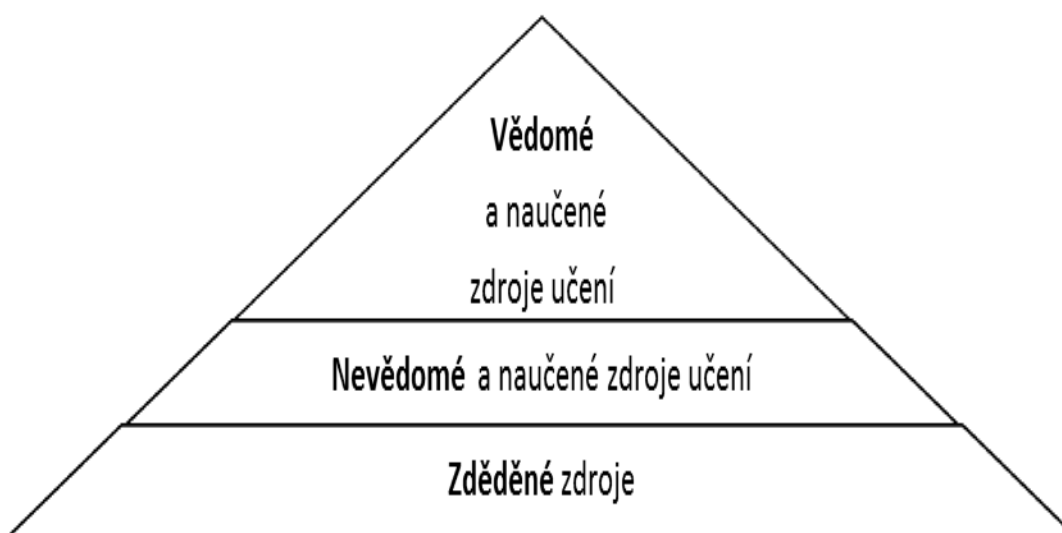 Vědomé
a naučené
zdroje učení
Nevědomé a naučené zdroje učení
Zděděné zdroje